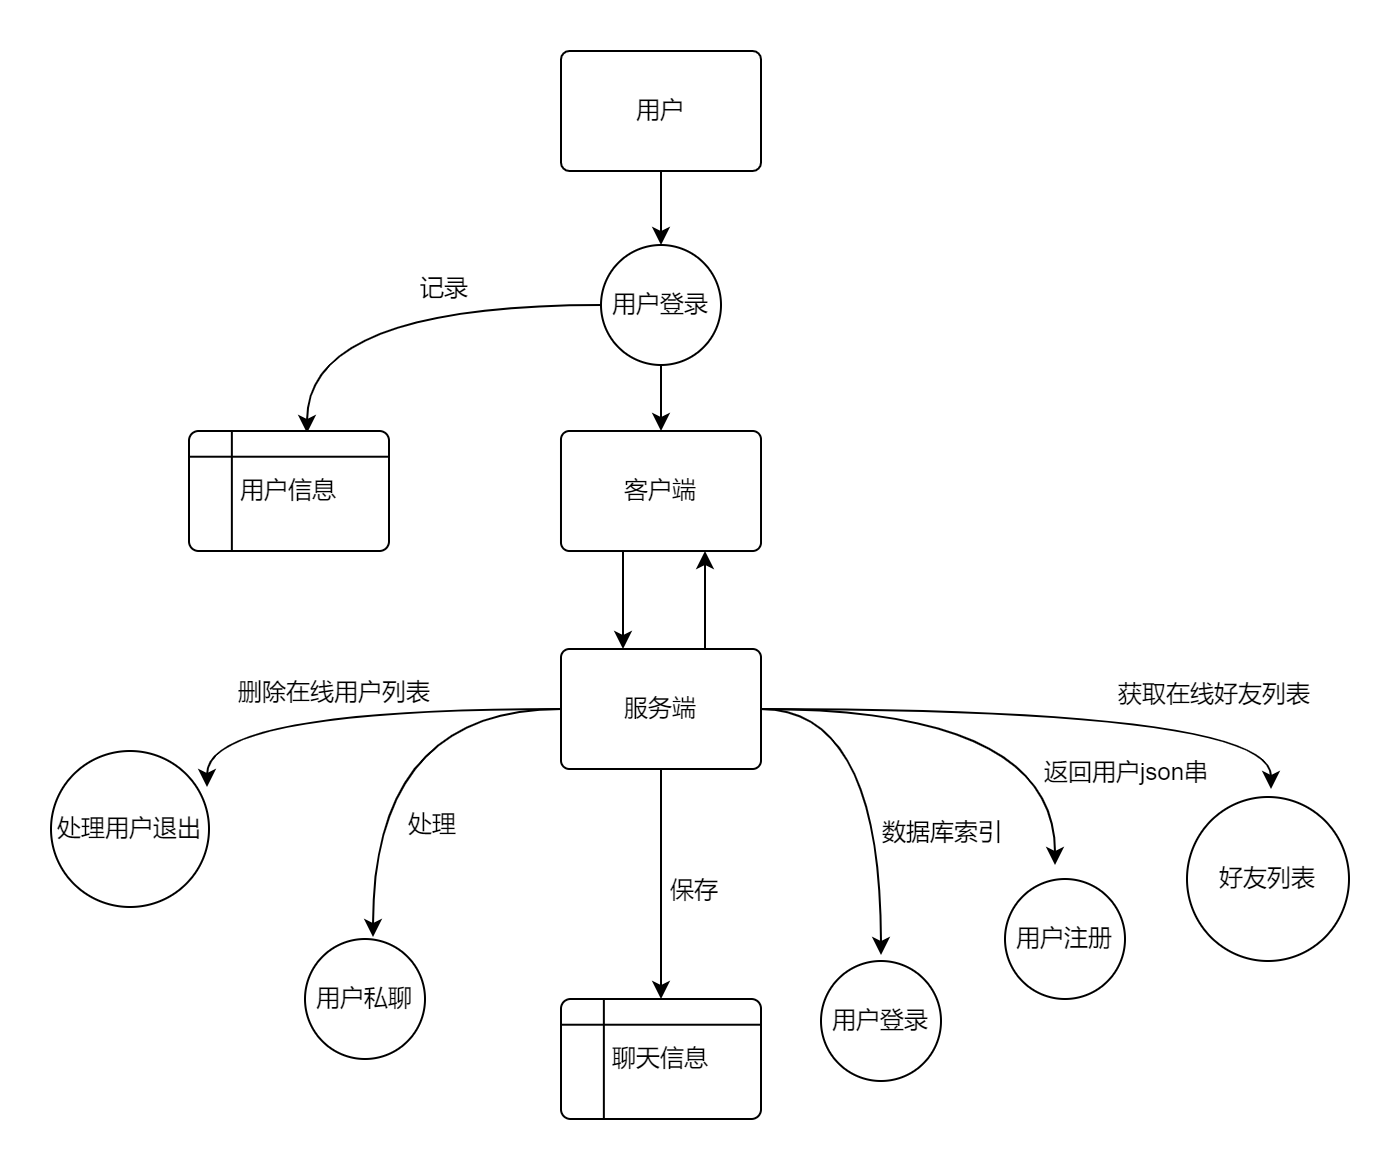 用户
记录
用户登录
用户信息
客户端
删除在线用户列表
服务端
获取在线好友列表
返回用户json串
处理用户退出
处理
数据库索引
保存
好友列表
用户注册
用户私聊
用户登录
聊天信息